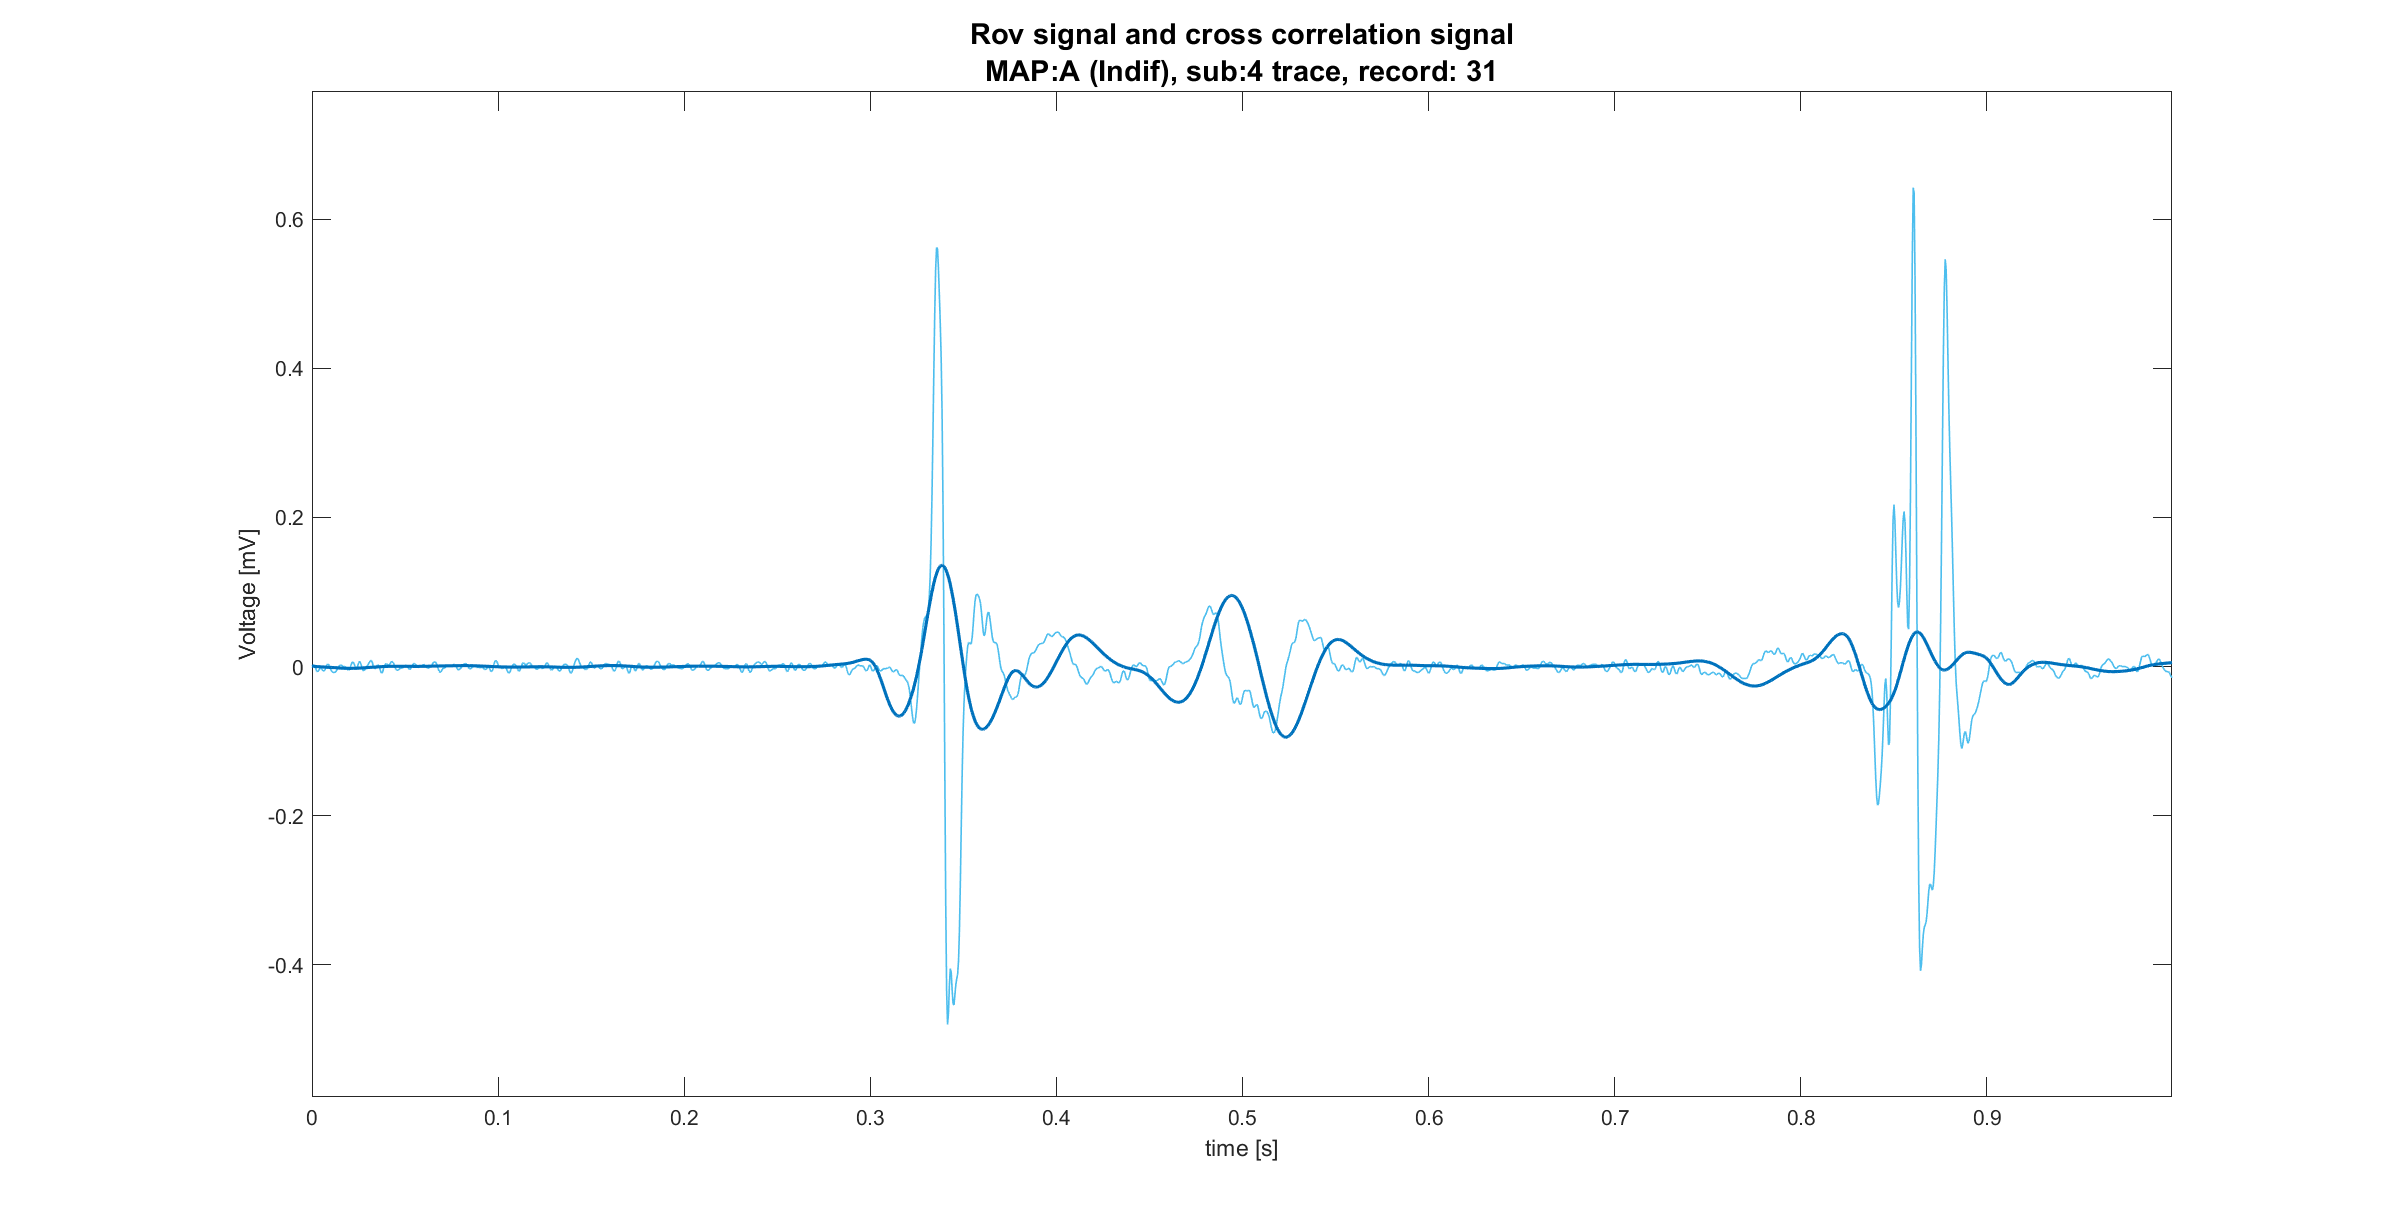 Rov signal and cross correlation signal
MAP:A (Indif), sub:4 trace, record: 31
Voltage [mV]
0.6
0.4
0.2
0
-0.2
-0.4
0 0.1 0.2 0.3 0.4 0.5 0.6 0.7 0.8 0.9
time [s]